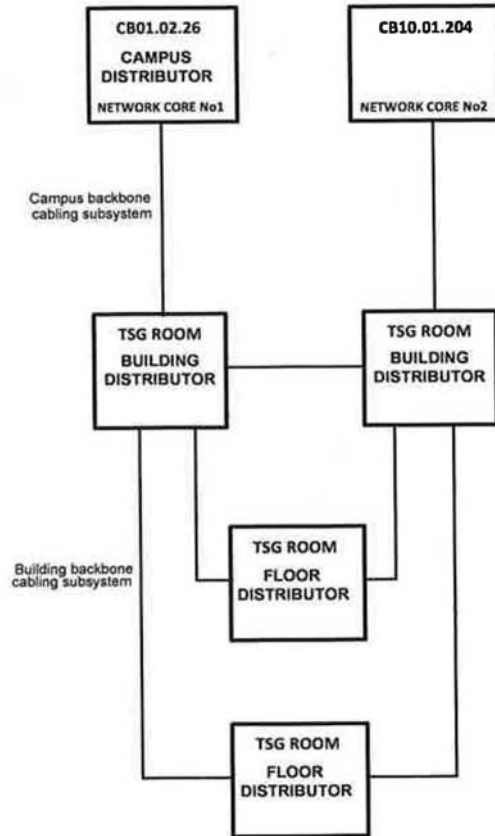 CB01.02.26
CAMPUS
DISTRIBUTOR
NETWORK CORE No1
CB10.01.204
NETWORK CORE No2
Campus backbone
cabling subsystem
TSG ROOM
BUILDING
DISTRIBUTOR
TSG ROOM
BUILDING
DISTRIBUTOR
TSG ROOM
FLOOR
DISTRIBUTOR
Building backbone
cabling subsystem
TSG ROOM
FLOOR
DISTRIBUTOR